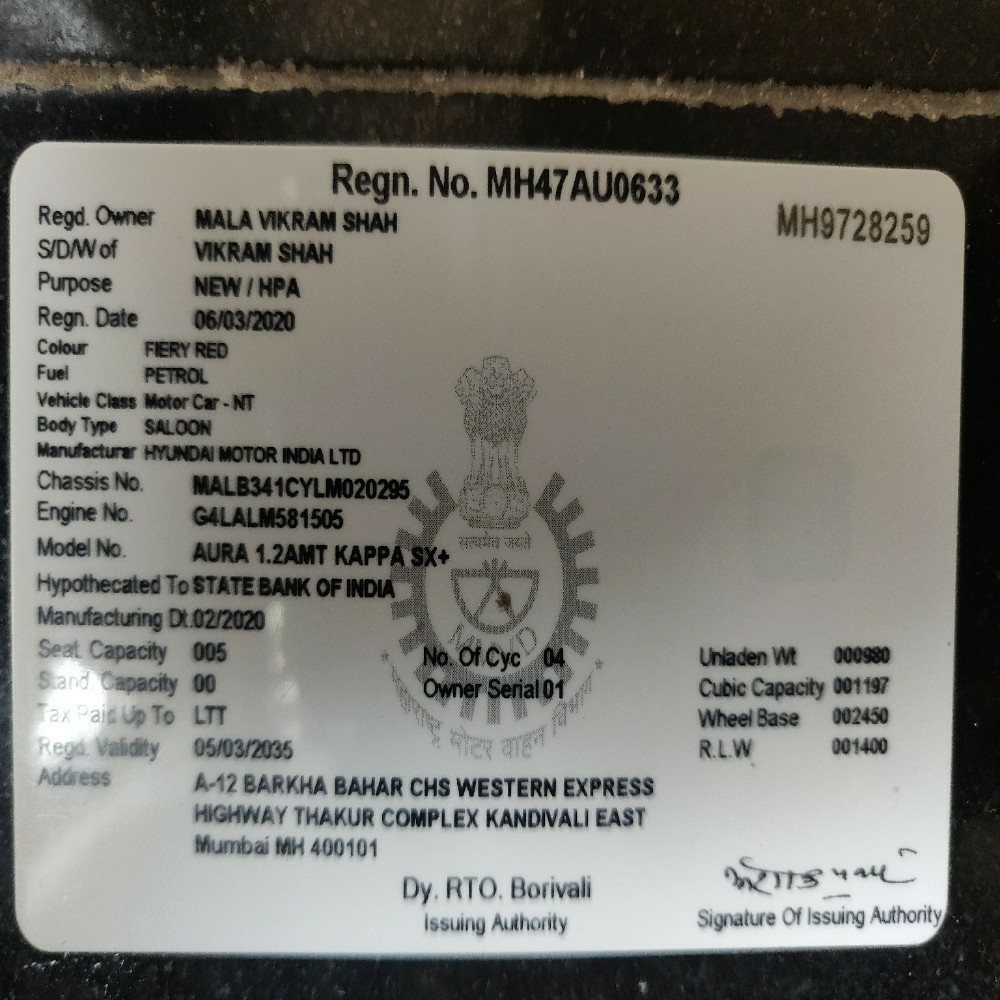 Regn. No. MH47AU0633
MH9728259
Regd. Owner MALA VIKRAM SHAH
S/D/W of VIKRAM SHAH
Purpose NEW / HPA
Regn. Date 06/03/2020
Colour FIERY RED
Fuel PETROL
Vehicle Class Motor Car - NT
Body Type SALOON
Manufacturar HYUNDAI MOTOR INDIA LTD
Chassis No. MALB341CYLM020295
Engine No. G4LALM581505
सत्यमेव जयते
Model No. AURA 1.2AMT KAPPA SX+
Hypothecated To STATE BANK OF INDIA
Manufacturing Dt.02/2020
MMVD
Seat. Capacity 005 No. Of Cyc 04 Unladen Wt 000980
Stand. Capacity 00 Owner Serial 01 Cubic Capacity 001197
Tax Paid Up To LTT Wheel Base 002450
Regd. Validity 05/03/2035 R.L.W 001400
महाराष्ट्र मोटर वाहन विभाग
Address A-12 BARKHA BAHAR CHS WESTERN EXPRESS
HIGHWAY THAKUR COMPLEX KANDIVALI EAST
Mumbai MH 400101
Dy. RTO. Borivali
Issuing Authority
Signature Of Issuing Authority